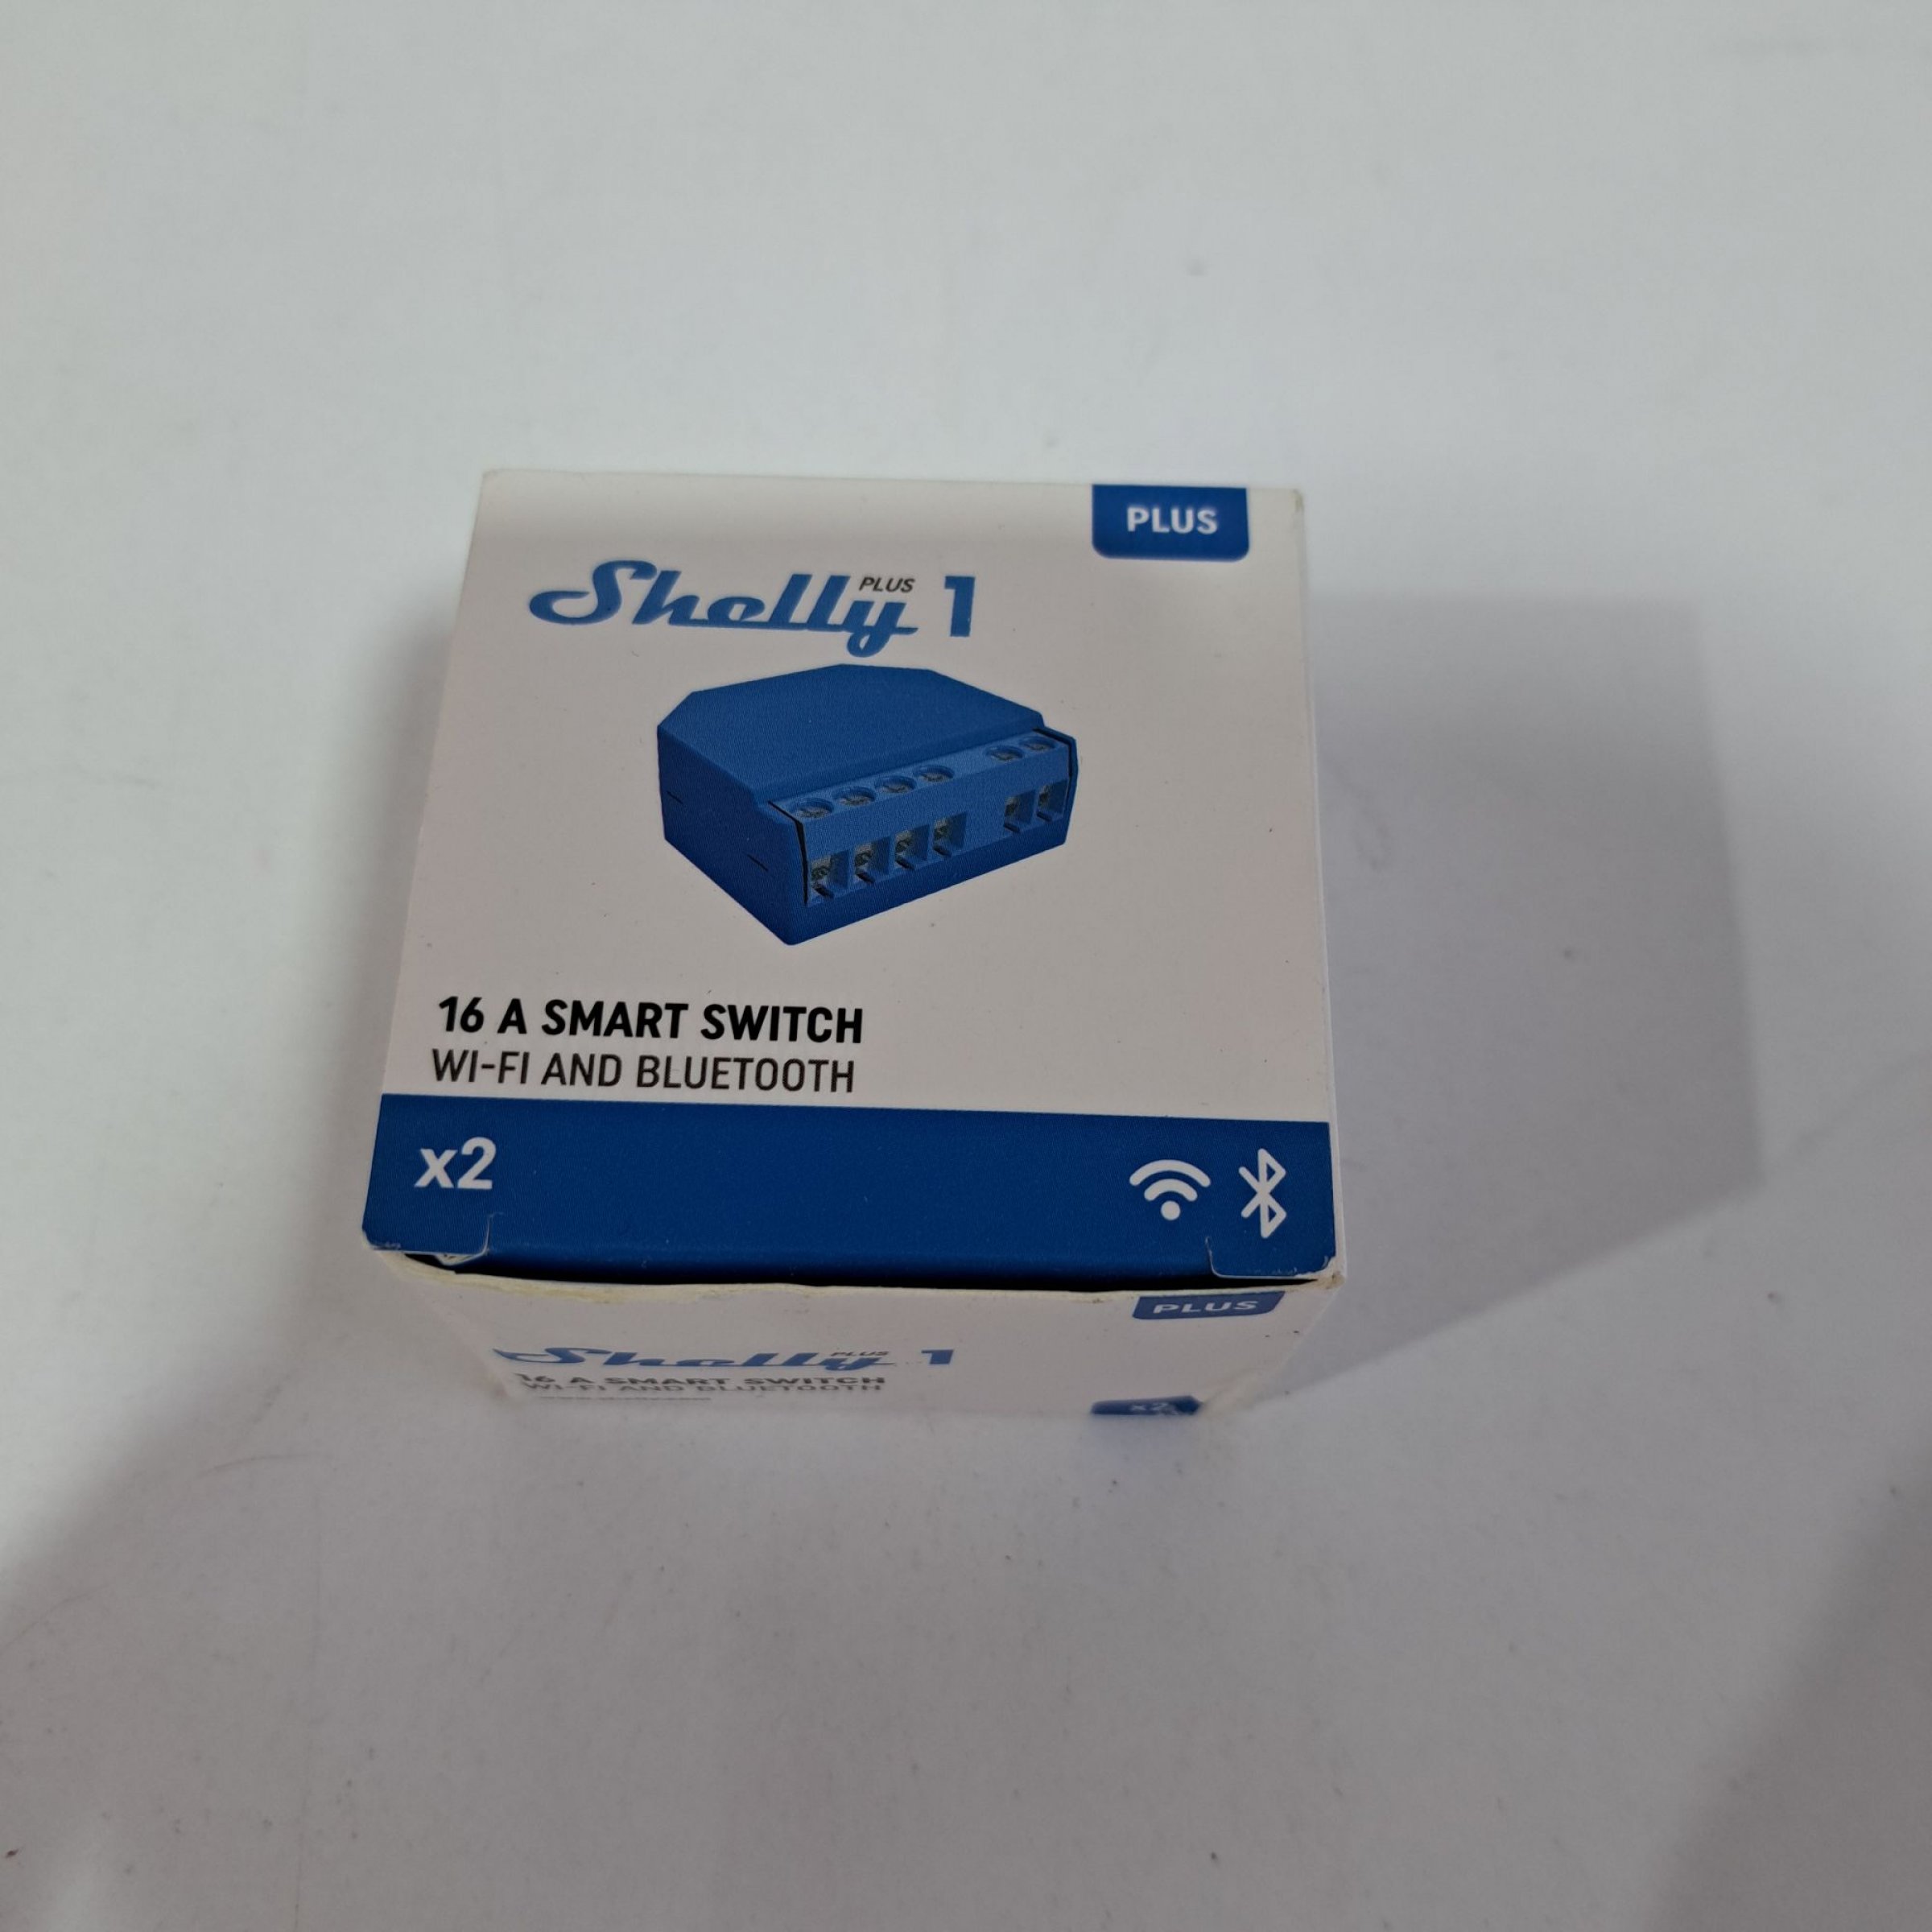 PLUS
Shelly PLUS 1
16 A SMART SWITCH
WI-FI AND BLUETOOTH
x2
PLUS
Shelly PLUS 1
16 A SMART SWITCH
WI-FI AND BLUETOOTH
x2